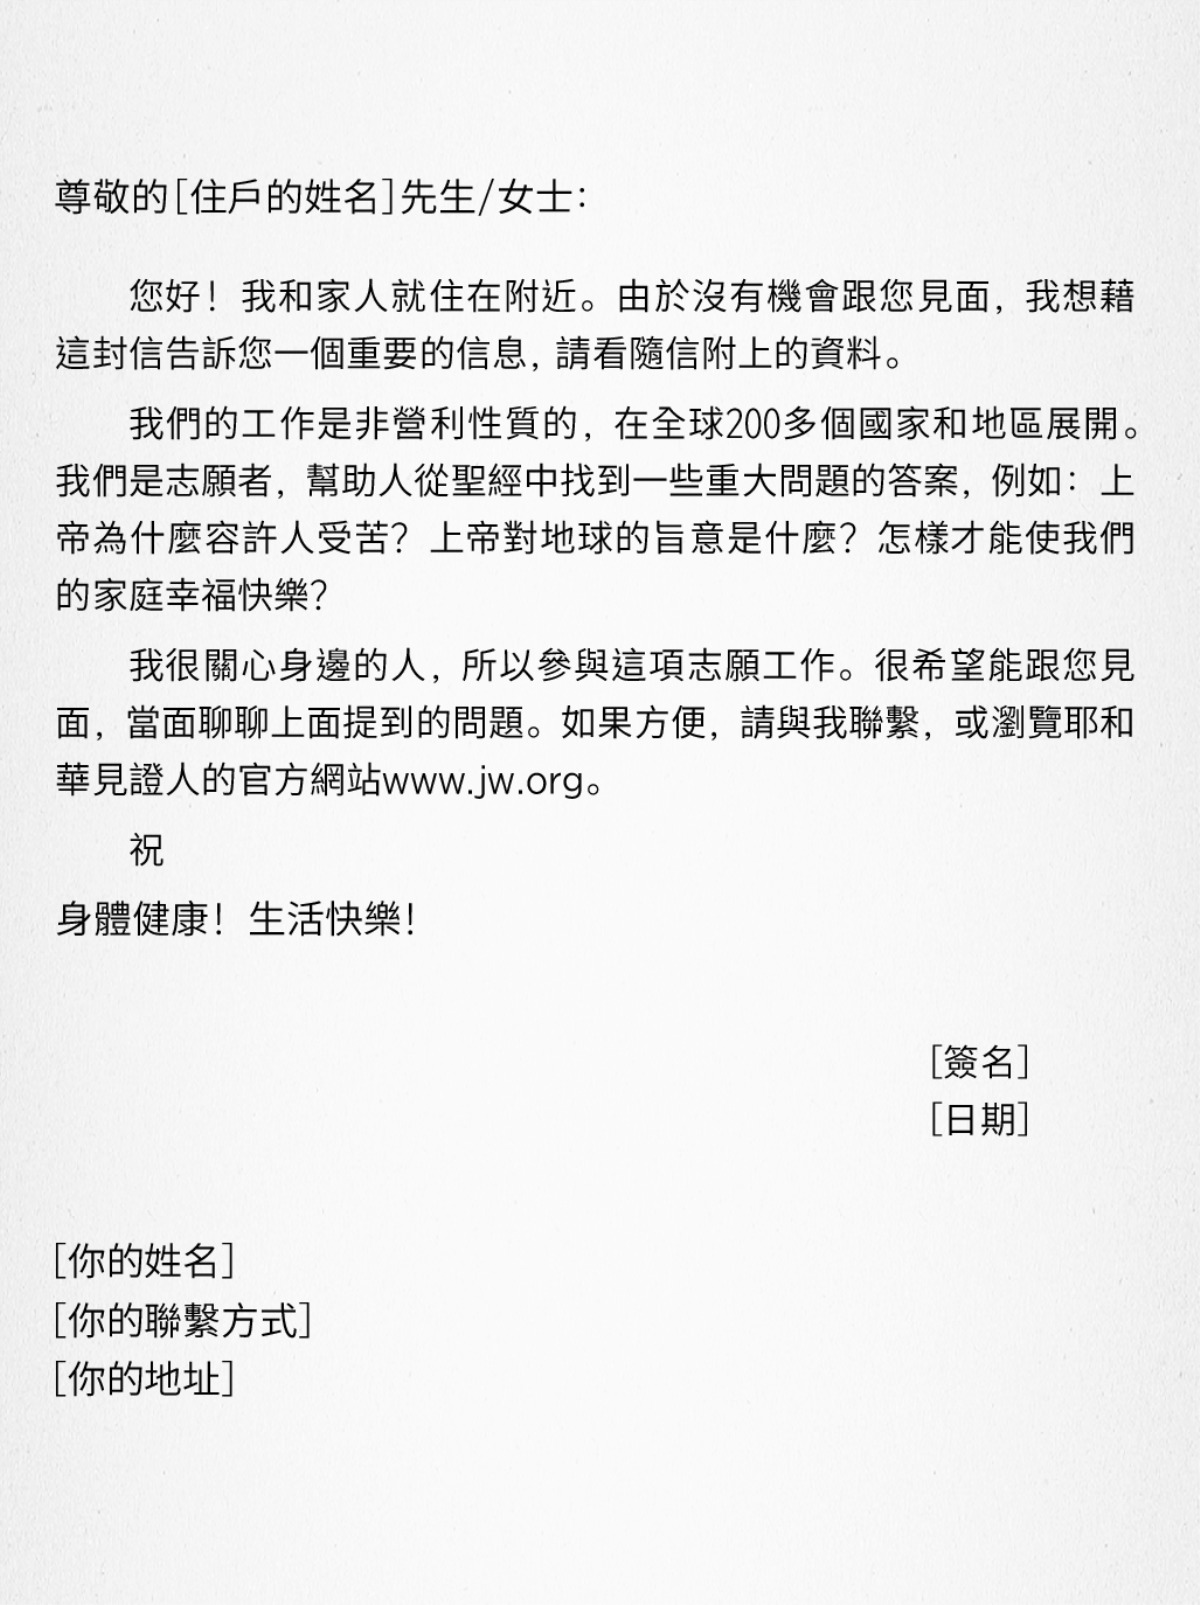 尊敬的[住戶的姓名]先生/女士：
您好！我和家人就住在附近。由於沒有機會跟您見面，我想藉
這封信告訴您一個重要的信息，請看隨信附上的資料。
我們的工作是非營利性質的，在全球200多個國家和地區展開。
我們是志願者，幫助人從聖經中找到一些重大問題的答案，例如：上
帝為什麼容許人受苦？上帝對地球的旨意是什麼？怎樣才能使我們
的家庭幸福快樂？
我很關心身邊的人，所以參與這項志願工作。很希望能跟您見
面，當面聊聊上面提到的問題。如果方便，請與我聯繫，或瀏覽耶和
華見證人的官方網站www.jw.org。
祝
身體健康！生活快樂！
[簽名]
[日期]
[你的姓名]
[你的聯繫方式]
[你的地址]